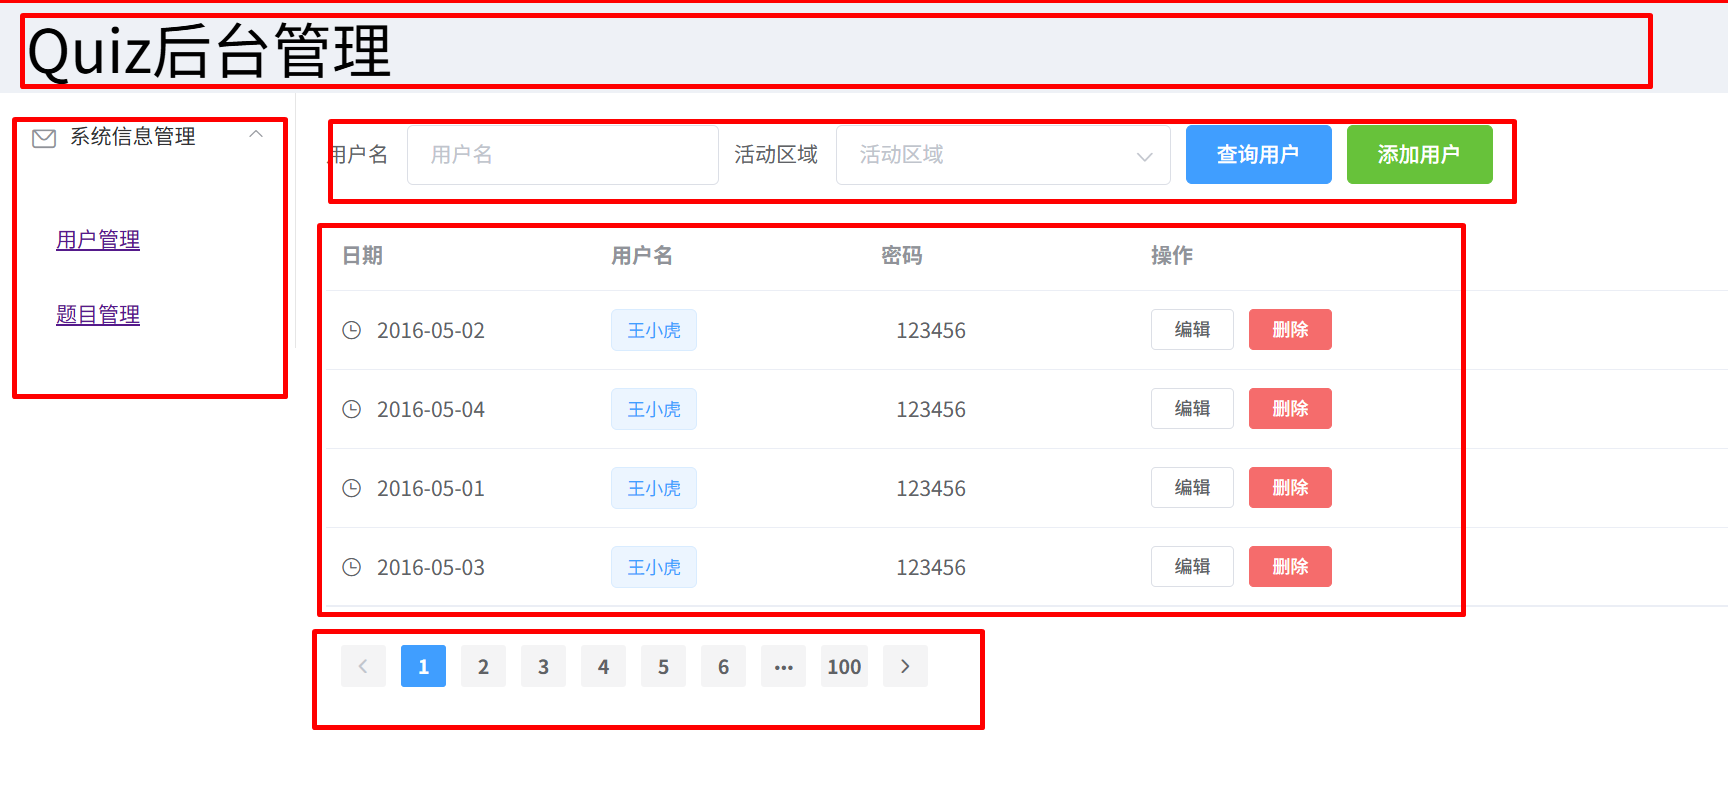 Quiz后台管理
系统信息管理
用户管理
题目管理
用户名 用户名 活动区域 活动区域 查询用户 添加用户
日期 用户名 密码 操作
2016-05-02 王小虎 123456 编辑 删除
2016-05-04 王小虎 123456 编辑 删除
2016-05-01 王小虎 123456 编辑 删除
2016-05-03 王小虎 123456 编辑 删除
1 2 3 4 5 6 ••• 100